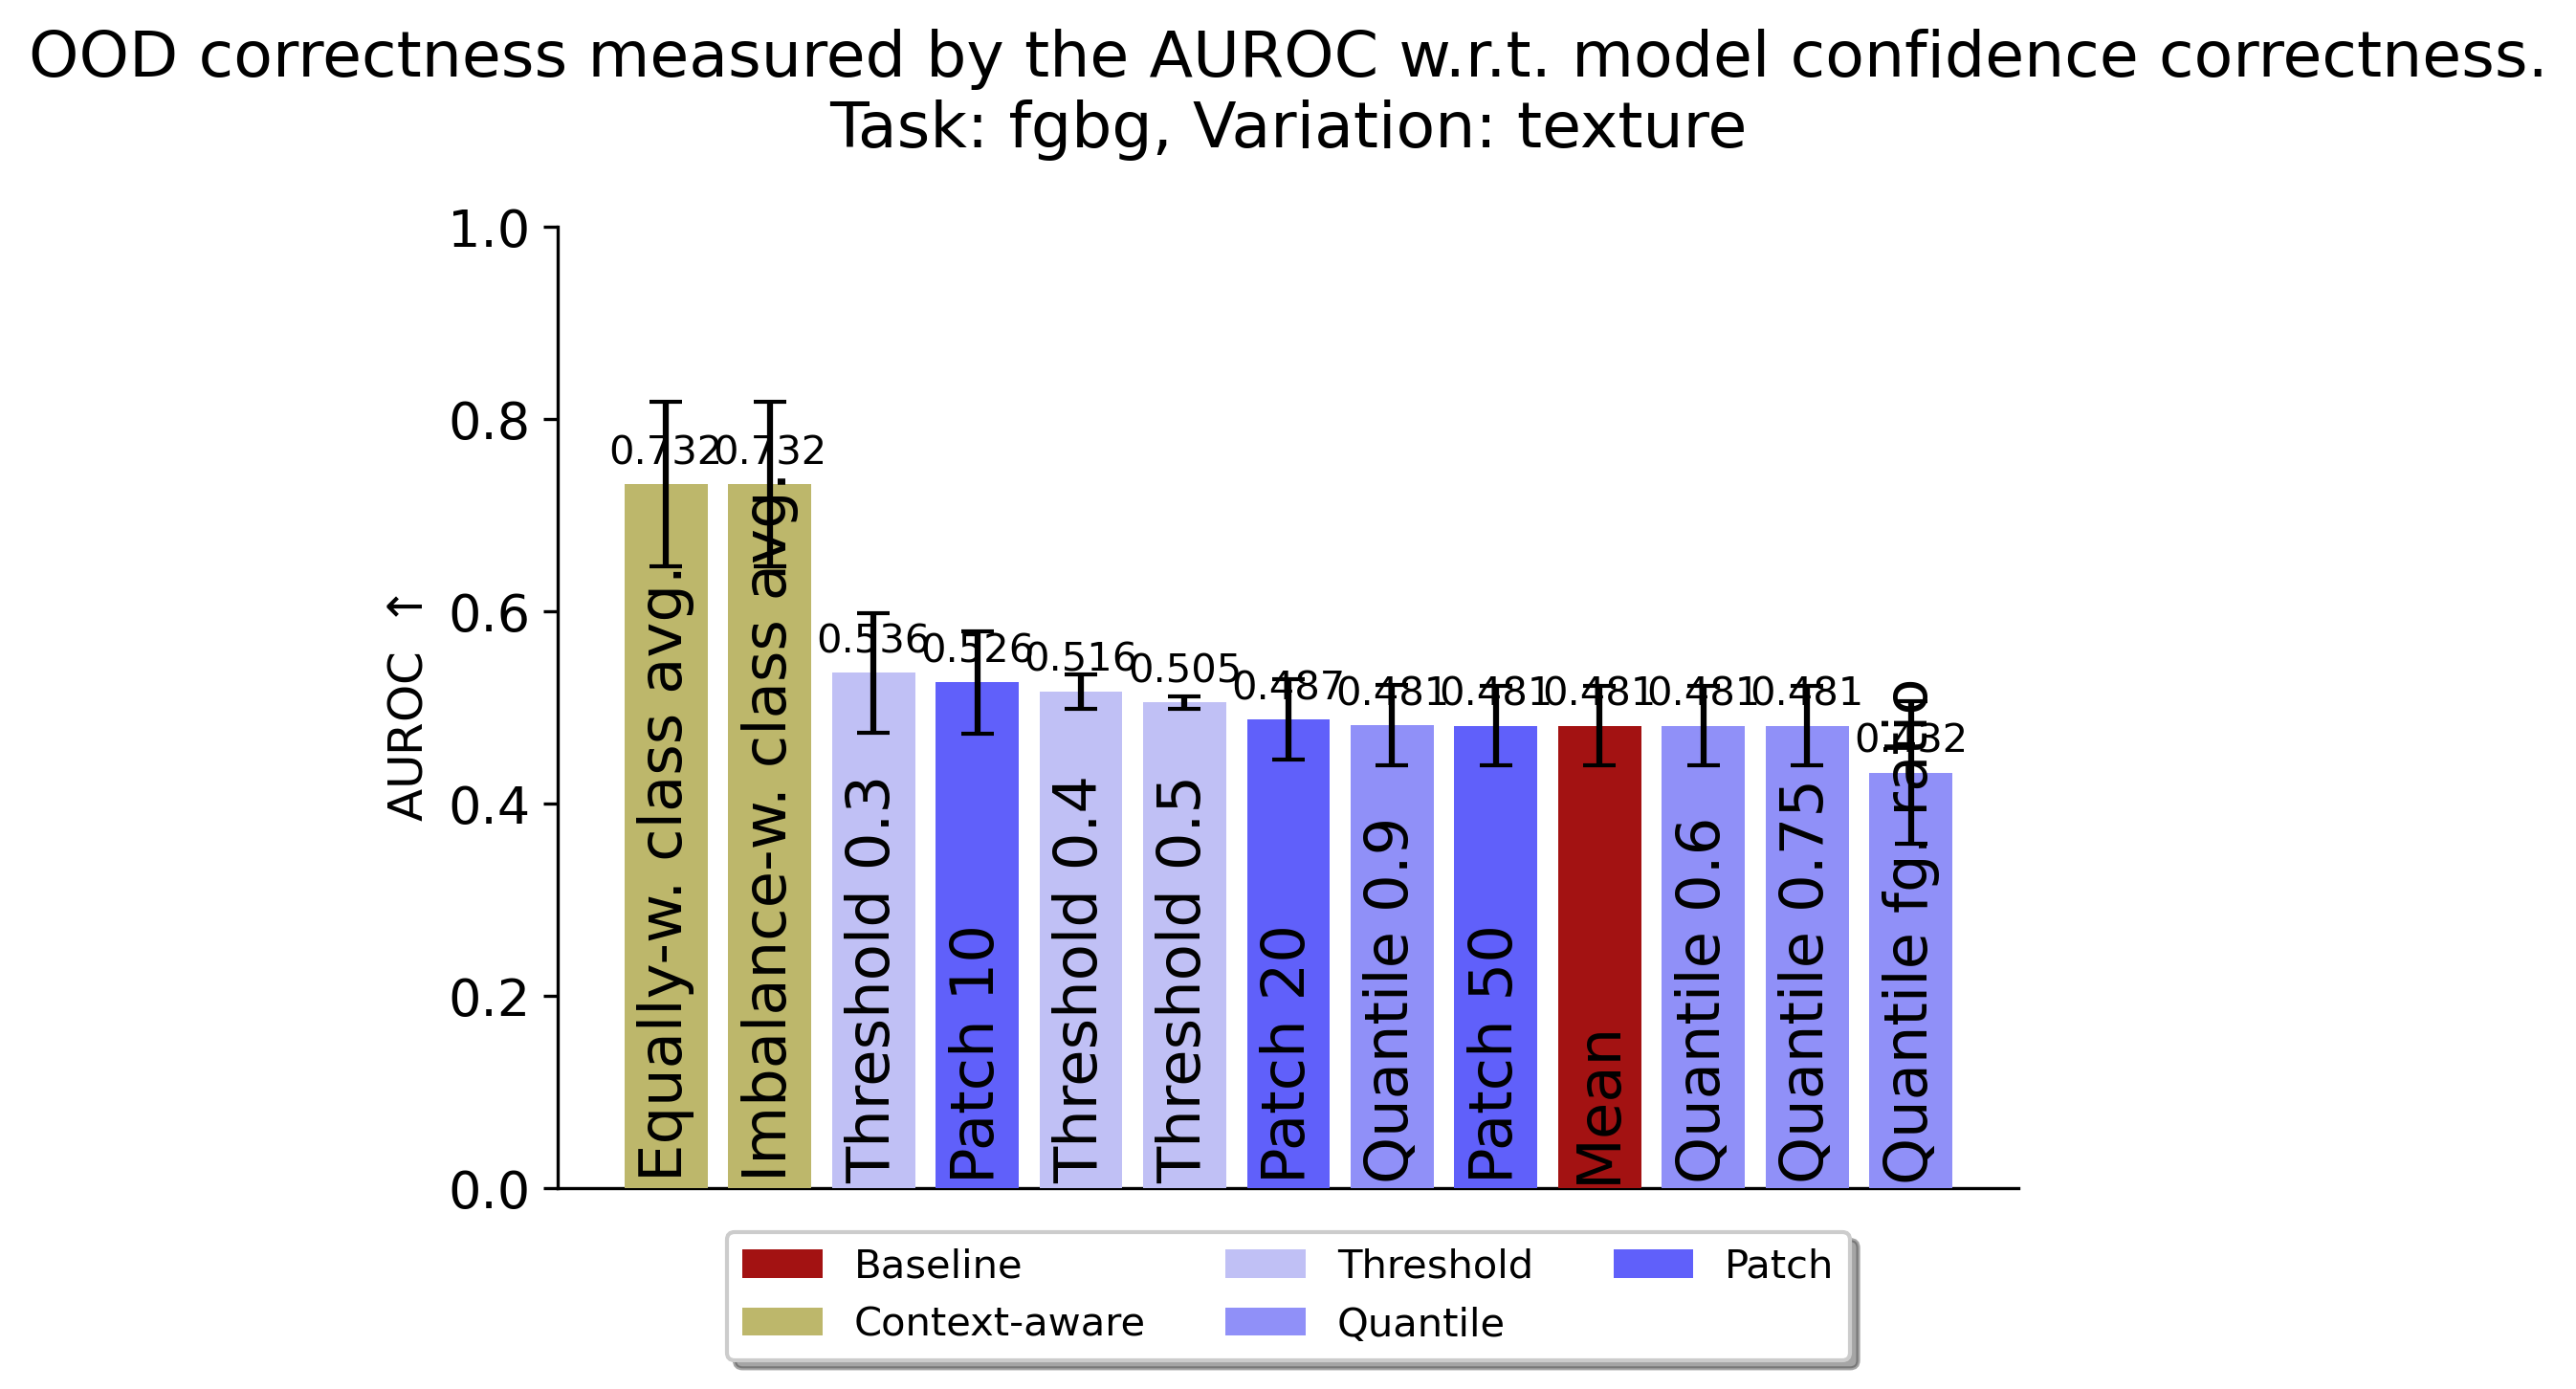 OOD correctness measured by the AUROC w.r.t. model confidence correctness.
Task: fgbg, Variation: texture
AUROC ↑
1.0
0.8
0.6
0.4
0.2
0.0
0.732
0.732
0.536
0.526
0.516
0.505
0.487
0.481
0.481
0.481
0.481
0.481
0.432
Equally-w. class avg.
Imbalance-w. class avg.
Threshold 0.3
Patch 10
Threshold 0.4
Threshold 0.5
Patch 20
Quantile 0.9
Patch 50
Mean
Quantile 0.6
Quantile 0.75
Quantile fg. ratio
Baseline
Context-aware
Threshold
Quantile
Patch